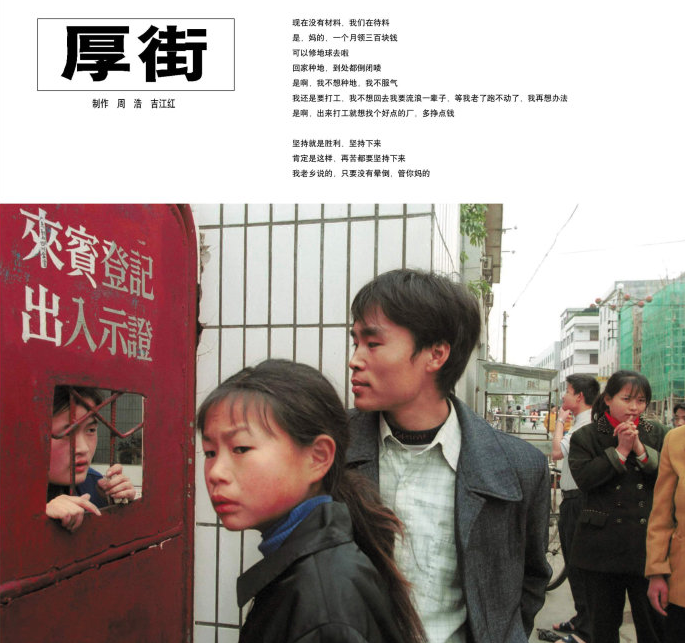 厚街
制作 周 浩 吉江红
现在没有材料，我们在待料
是，妈的，一个月领三百块钱
可以修地球去啦
回家种地，到处都倒闭喽
是啊，我不想种地，我不服气
我还是要打工，我不想回去我要流浪一辈子，等我老了跑不动了，我再想办法
是啊，出来打工就想找个好点的厂，多挣点钱
坚持就是胜利，坚持下来
肯定是这样，再苦都要坚持下来
我老乡说的，只要没有晕倒，管你妈的
來賓登記
出入示證